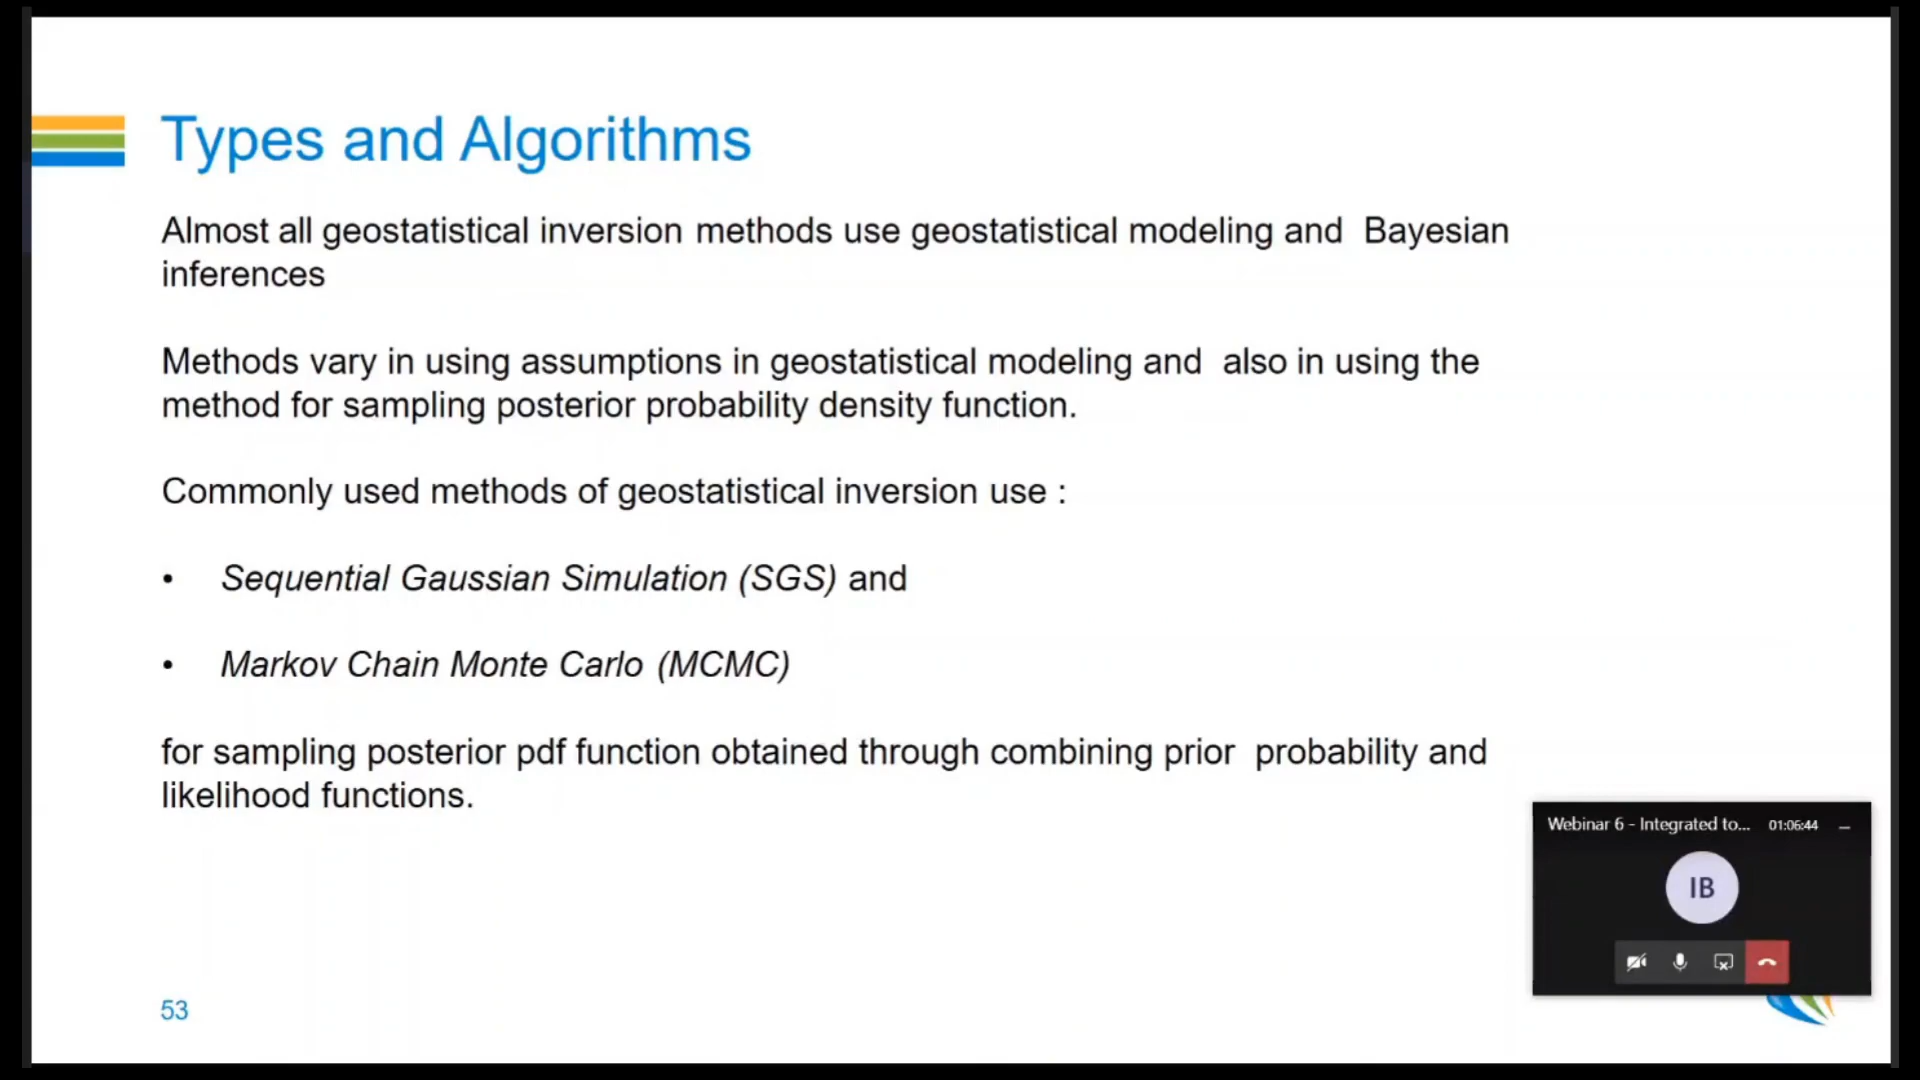 Types and Algorithms
Almost all geostatistical inversion methods use geostatistical modeling and Bayesian
inferences
Methods vary in using assumptions in geostatistical modeling and also in using the
method for sampling posterior probability density function.
Commonly used methods of geostatistical inversion use :
• Sequential Gaussian Simulation (SGS) and
• Markov Chain Monte Carlo (MCMC)
for sampling posterior pdf function obtained through combining prior probability and
likelihood functions.
Webinar 6 - Integrated to... 01:06:44
IB
53